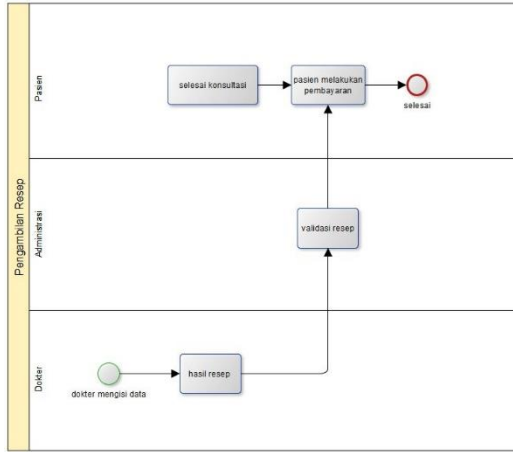 Pengambilan Resep
Pasien
selesai konsultasi
pasien melakukan
pembayaran
selesai
Administrasi
validasi resep
Dokter
dokter mengisi data
hasil resep